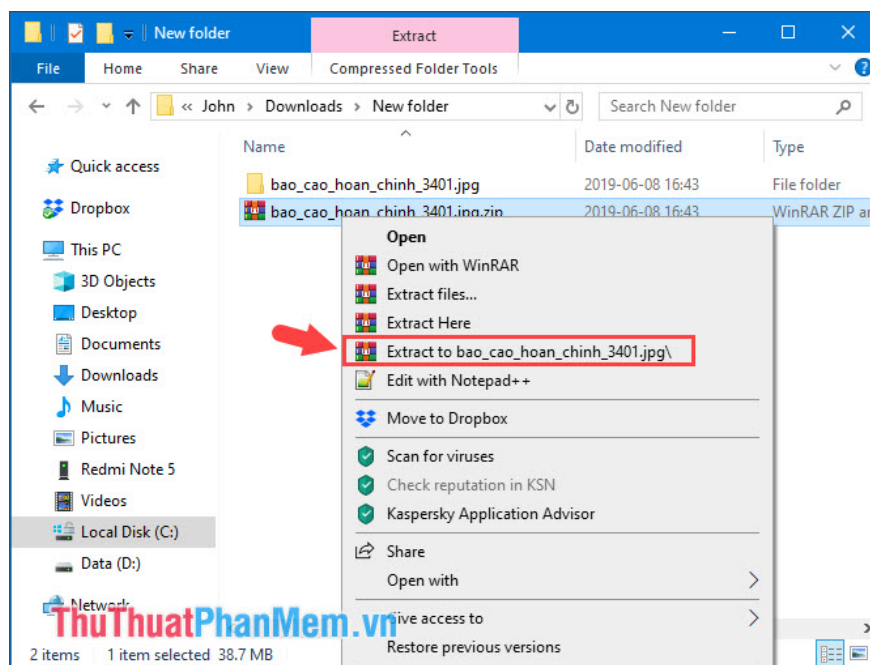 New folder
Extract
File Home Share View Compressed Folder Tools
« John > Downloads > New folder
Search New folder
Name Date modified Type
bao_cao_hoan_chinh_3401.jpg 2019-06-08 16:43 File folder
bao_cao_hoan_chinh_3401.jpg.zip 2019-06-08 16:43 WinRAR ZIP ar
Quick access
Dropbox
This PC
3D Objects
Desktop
Documents
Downloads
Music
Pictures
Redmi Note 5
Videos
Local Disk (C:)
Data (D:)
Network
Open
Open with WinRAR
Extract files...
Extract Here
Extract to bao_cao_hoan_chinh_3401.jpg\
Edit with Notepad++
Move to Dropbox
Scan for viruses
Check reputation in KSN
Kaspersky Application Advisor
Share
Open with
Give access to
Restore previous versions
ThuThuatPhanMem.vn
2 items 1 item selected 38.7 MB